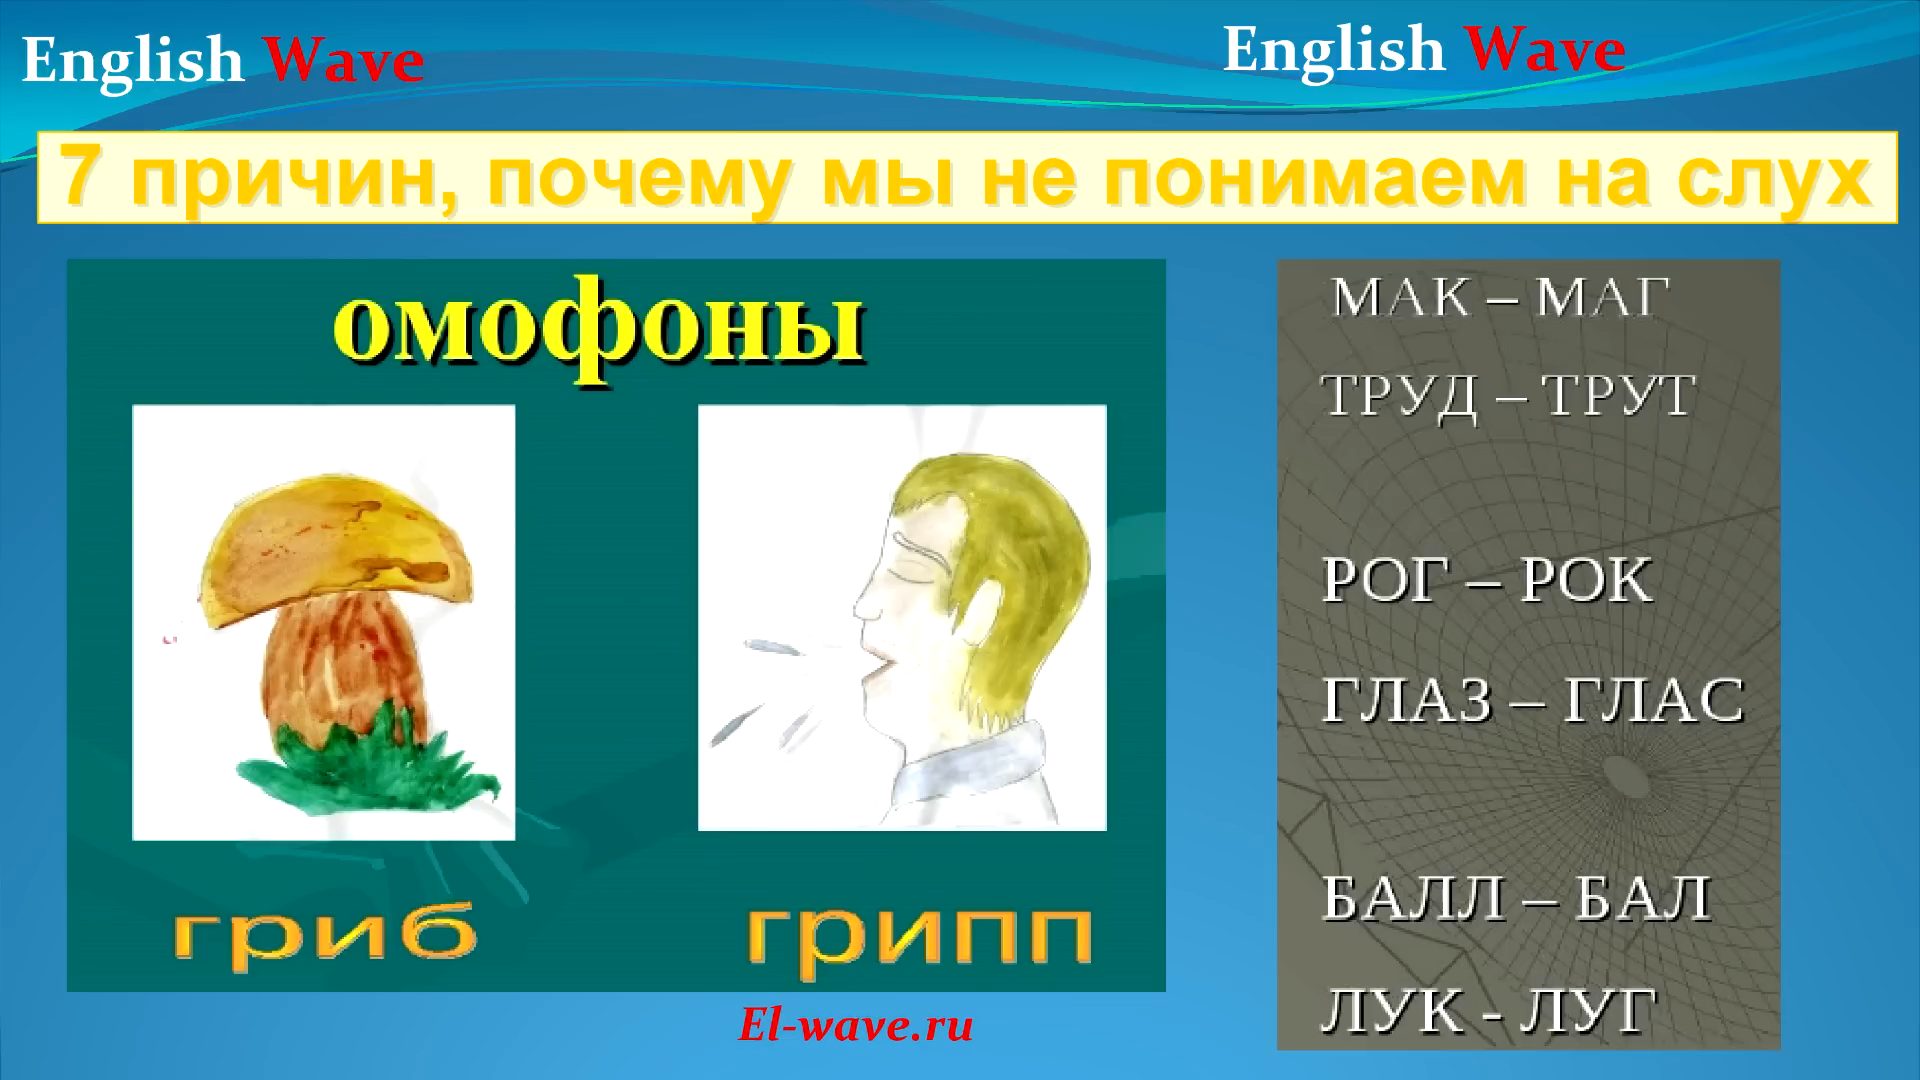 English Wave
English Wave
7 причин, почему мы не понимаем на слух
омофоны
гриб
грипп
МАК – МАГ
ТРУД – ТРУТ
РОГ – РОК
ГЛАЗ – ГЛАС
БАЛЛ – БАЛ
ЛУК - ЛУГ
El-wave.ru